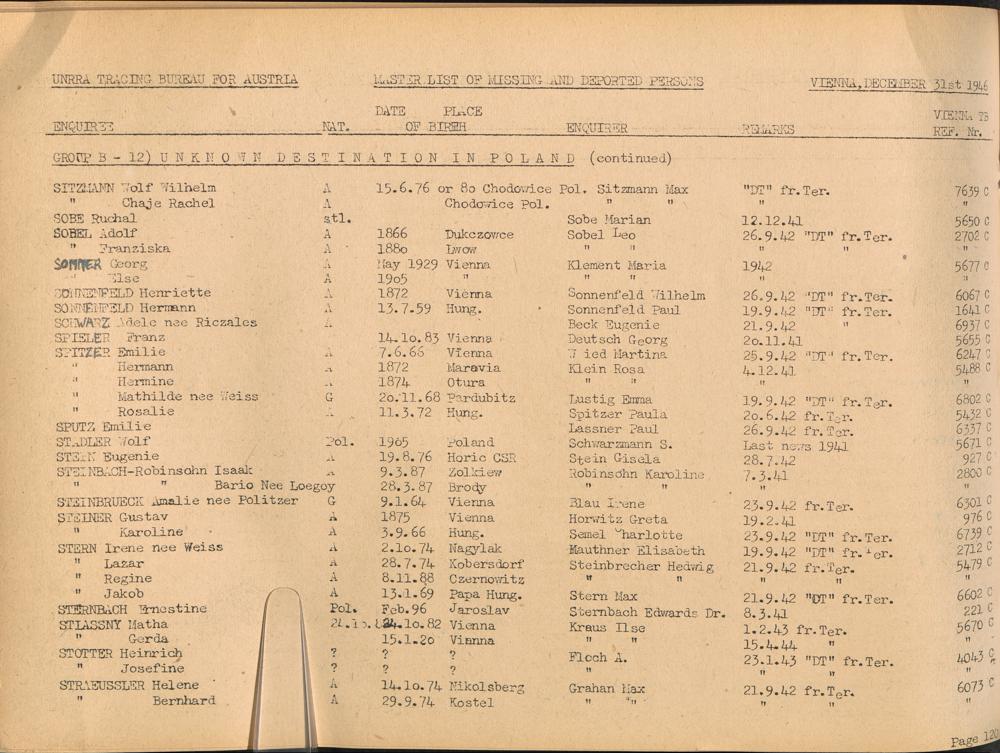 UNRRA TRACING BUREAU FOR AUSTRIA MASTER LIST OF MISSING AND DEPORTED PERSONS VIENNA, DECEMBER 31st 1946
DATE PLACE VIENNA TB
ENQUIREE NAT. OF BIRTH ENQUIRER REMARKS REF. Nr.
GROUP B - 12) UNKNOWN DESTINATION IN POLAND (continued)
SITZMANN Wolf Wilhelm A 15.6.76 or 80 Chodowice Pol. Sitzmann Max "DT" fr.Ter. 7639 C
" Chaje Rachel A Chodowice Pol. " " "
SOBE Ruchal stl. Sobe Marian 12.12.41 5650 C
SOBEL Adolf A 1866 Dukczowce Sobel Leo 26.9.42 "DT" fr.Ter. 2702 C
" Franziska A 1880 Lwow " " " "
SOMMER Georg A May 1929 Vienna Klement Maria 1942 5677 C
" Else A 1905 " " " " "
SONNENFELD Henriette A 1872 Vienna Sonnenfeld Wilhelm 26.9.42 "DT" fr.Ter. 6067 C
SONNENFELD Hermann A 13.7.59 Hung. Sonnenfeld Paul 19.9.42 "DT" fr.Ter. 1641 C
SCHWARZ Adele nee Riczales A Beck Eugenie 21.9.42 " 6937 C
SPIELER Franz 14.10.83 Vienna Deutsch Georg 20.11.41 5655 C
SPITZER Emilie A 7.6.66 Vienna W ied Martina 25.9.42 "DT" fr.Ter. 6247 C
" Hermann A 1872 Maravia Klein Rosa 4.12.41 5488 C
" Hermine A 1874 Otura " " " "
" Mathilde nee Weiss G 20.11.68 Pardubitz Lustig Emma 19.9.42 "DT" fr.Ter. 6802 C
" Rosalie A 11.3.72 Hung. Spitzer Paula 20.6.42 fr.Ter. 5432 C
SPUTZ Emilie Lassner Paul 26.9.42 fr.Ter. 6337 C
STADLER Wolf Pol. 1905 Poland Schwarzmann S. Last news 1941 5671 C
STEIN Eugenie A 19.8.76 Horic CSR Stein Gisela 28.7.42 927 C
STEINBACH-Robinsohn Isaak A 9.3.87 Zolkiew Robinsohn Karoline 7.3.41 2800 C
" " Bario Nee Loegoy 28.3.87 Brody " " " "
STEINBRUECK Amalie nee Politzer G 9.1.64 Vienna Blau Irene 23.9.42 fr.Ter. 6301 C
STEINER Gustav A 1875 Vienna Horwitz Greta 19.2.41 976 C
" Karoline A 3.9.66 Hung. Semel Charlotte 23.9.42 "DT" fr.Ter. 6739 C
STERN Irene nee Weiss A 2.10.74 Nagylak Mauthner Elisabeth 19.9.42 "DT" fr.Ter. 2712 C
" Lazar A 28.7.74 Kobersdorf Steinbrecher Hedwig 21.9.42 fr.Ter. 5479 C
" Regine A 8.11.88 Czernowitz " " " " "
" Jakob A 13.1.69 Papa Hung. Stern Max 21.9.42 "DT" fr.Ter. 6602 C
STERNBACH Ernestine Pol. Feb.96 Jaroslav Sternbach Edwards Dr. 8.3.41 221 C
STIASSNY Matha 24.10.82 Vienna Kraus Ilse 1.2.43 fr.Ter. 5670 C
" Gerda 15.1.20 Vianna " " 15.4.44 " "
STOTTER Heinrich ? ? ? Floch A. 23.1.43 "DT" fr.Ter. 4043 C
" Josefine ? ? ? " " " "
STRAEUSSLER Helene A 14.10.74 Nikolsberg Grahan Max 21.9.42 fr.Ter. 6073 C
" Bernhard A 29.9.74 Kostel " " " " "
Page 120